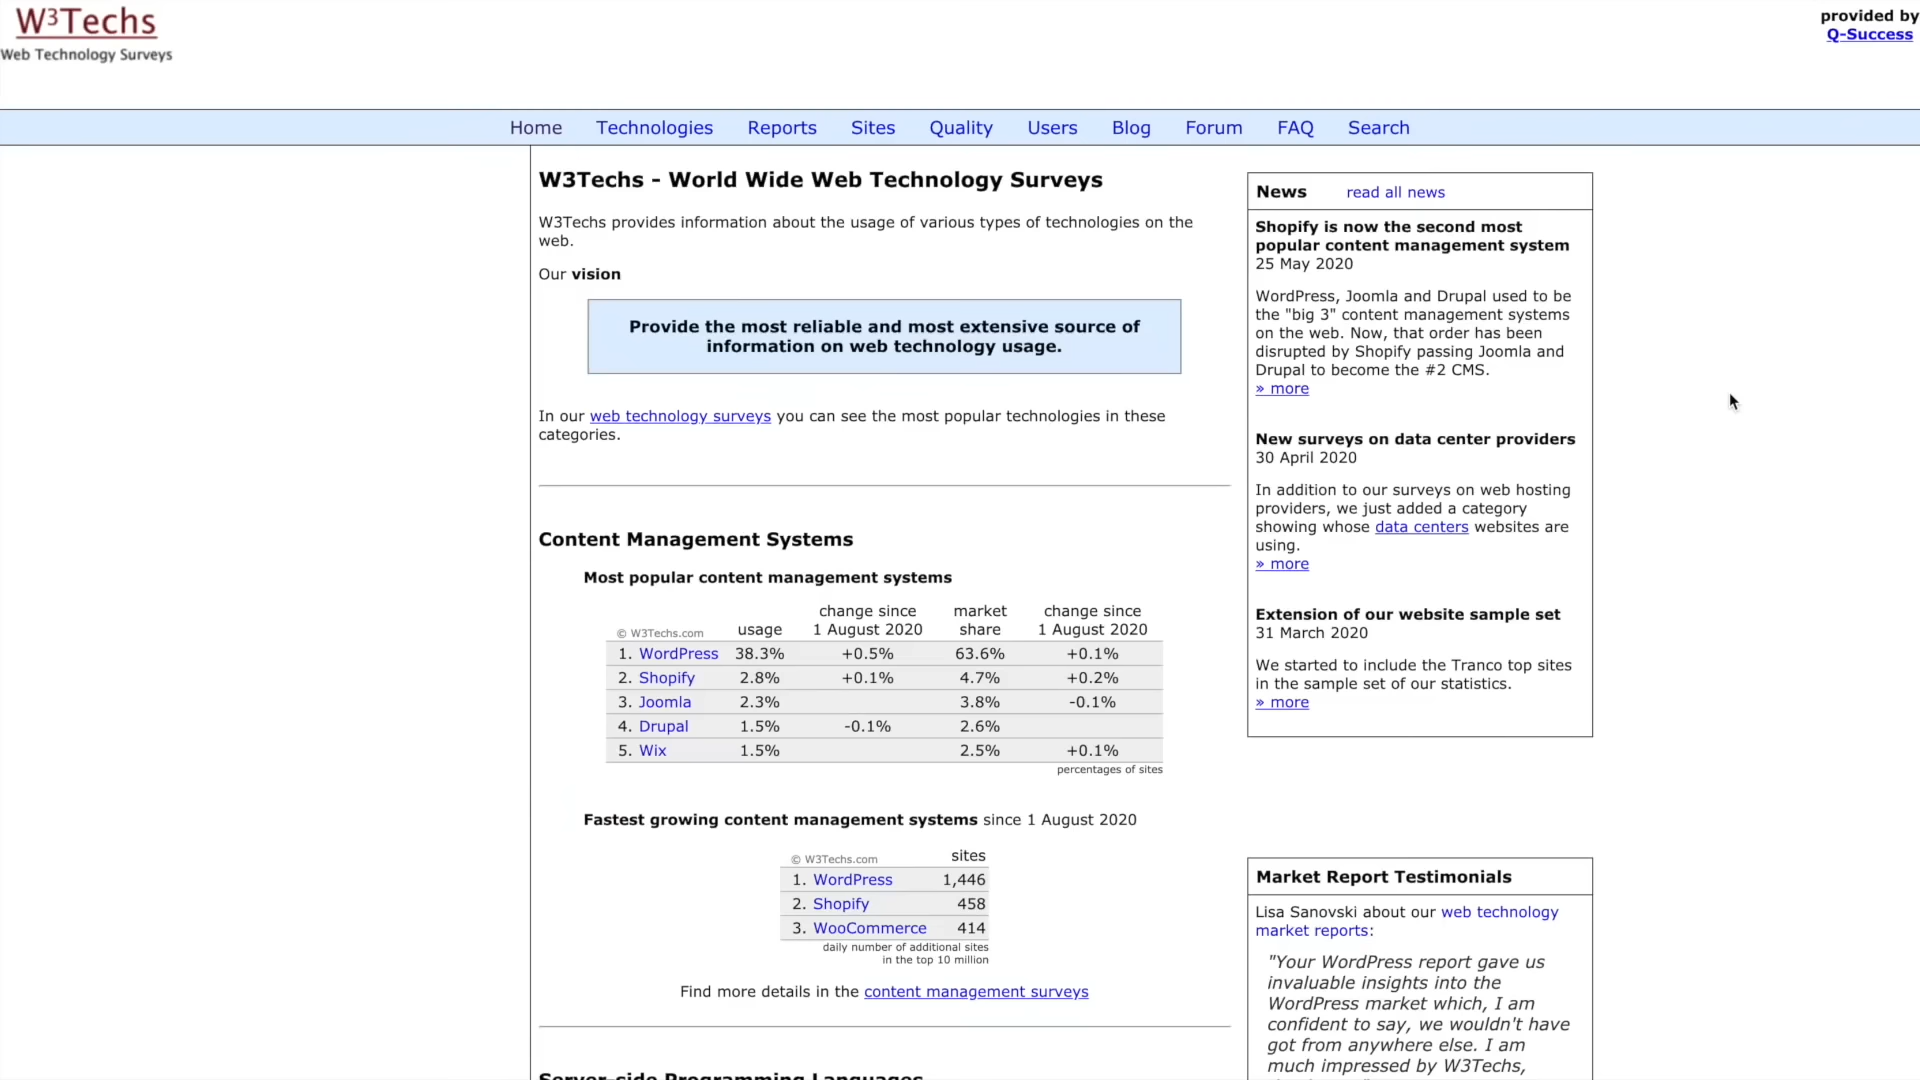 W3Techs
Web Technology Surveys
provided by
Q-Success
Home Technologies Reports Sites Quality Users Blog Forum FAQ Search
W3Techs - World Wide Web Technology Surveys
W3Techs provides information about the usage of various types of technologies on the
web.
Our vision
Provide the most reliable and most extensive source of
information on web technology usage.
In our web technology surveys you can see the most popular technologies in these
categories.
Content Management Systems
Most popular content management systems
© W3Techs.com usage change since 1 August 2020 market share change since 1 August 2020
1. WordPress 38.3% +0.5% 63.6% +0.1%
2. Shopify 2.8% +0.1% 4.7% +0.2%
3. Joomla 2.3% 3.8% -0.1%
4. Drupal 1.5% -0.1% 2.6%
5. Wix 1.5% 2.5% +0.1%
percentages of sites
Fastest growing content management systems since 1 August 2020
© W3Techs.com sites
1. WordPress 1,446
2. Shopify 458
3. WooCommerce 414
daily number of additional sites
in the top 10 million
Find more details in the content management surveys
Server-side Programming Languages
News read all news
Shopify is now the second most
popular content management system
25 May 2020
WordPress, Joomla and Drupal used to be
the "big 3" content management systems
on the web. Now, that order has been
disrupted by Shopify passing Joomla and
Drupal to become the #2 CMS.
» more
New surveys on data center providers
30 April 2020
In addition to our surveys on web hosting
providers, we just added a category
showing whose data centers websites are
using.
» more
Extension of our website sample set
31 March 2020
We started to include the Tranco top sites
in the sample set of our statistics.
» more
Market Report Testimonials
Lisa Sanovski about our web technology
market reports:
"Your WordPress report gave us
invaluable insights into the
WordPress market which, I am
confident to say, we wouldn't have
got from anywhere else. I am
much impressed by W3Techs,